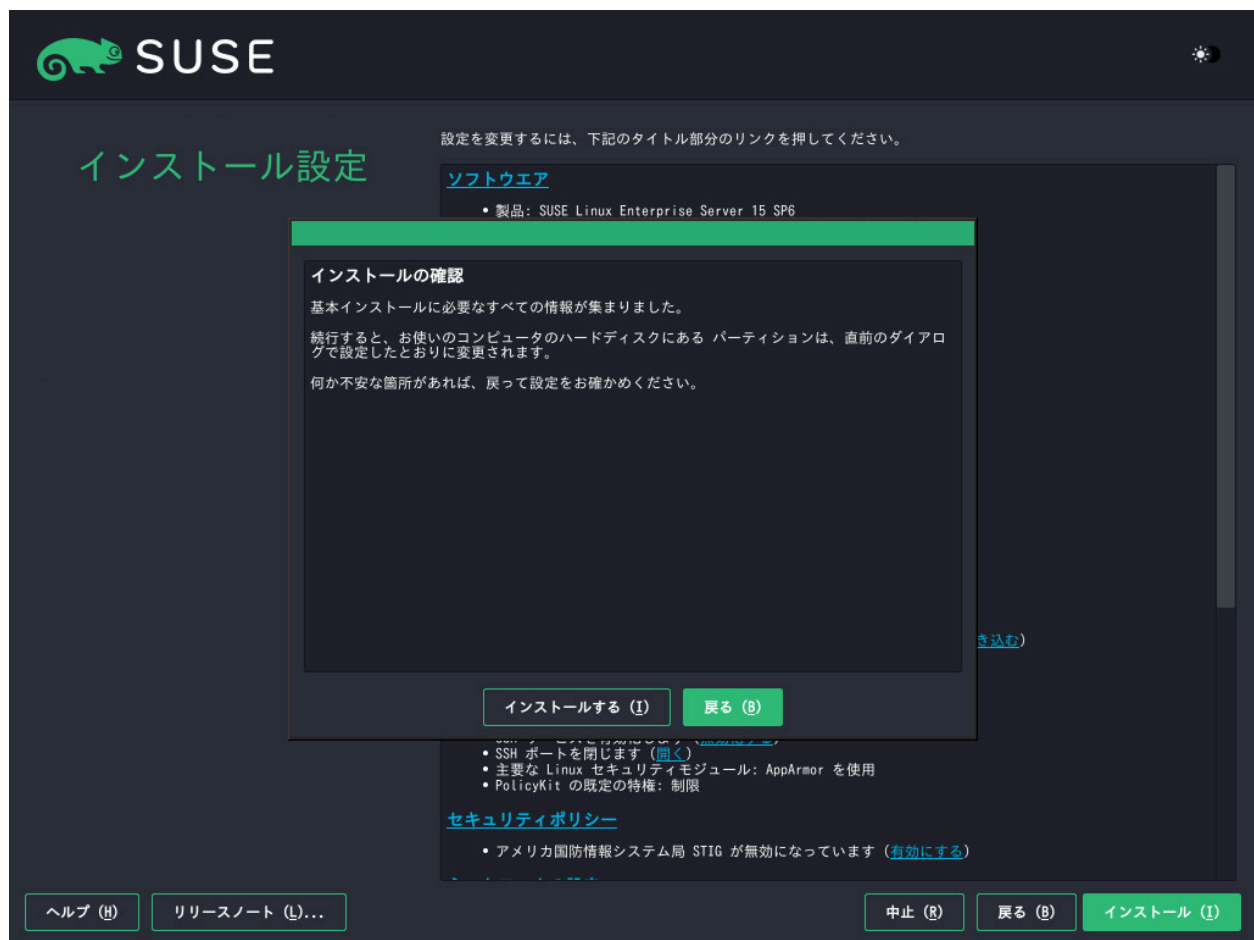 SUSE
インストール設定
設定を変更するには、下記のタイトル部分のリンクを押してください。
ソフトウエア
• 製品: SUSE Linux Enterprise Server 15 SP6
インストールの確認
基本インストールに必要なすべての情報が集まりました。
続行すると、お使いのコンピュータのハードディスクにある パーティションは、直前のダイアロ
グで設定したとおりに変更されます。
何か不安な箇所があれば、戻って設定をお確かめください。
き込む)
インストールする (I)
戻る (B)
• SSH ポートを閉じます (開く)
• 主要な Linux セキュリティモジュール: AppArmor を使用
• PolicyKit の既定の特権: 制限
セキュリティポリシー
• アメリカ国防情報システム局 STIG が無効になっています (有効にする)
ヘルプ (H)
リリースノート (L)...
中止 (R)
戻る (B)
インストール (I)